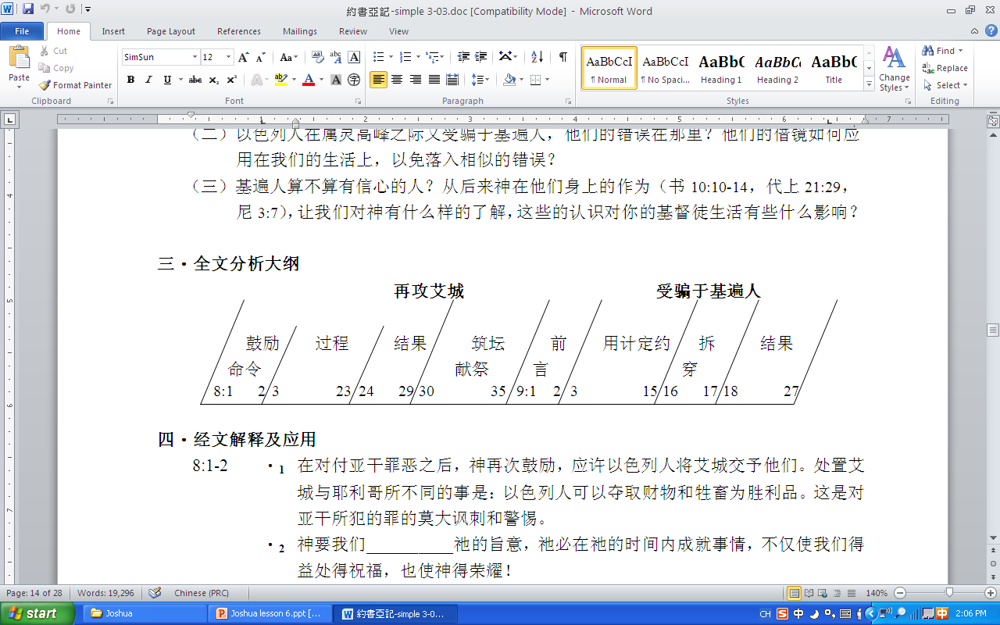 約書亞記-simple 3-03.doc [Compatibility Mode] - Microsoft Word
File Home Insert Page Layout References Mailings Review View
Cut
Copy
Format Painter
Paste
SimSun 12
AaBbCcI AaBbCcI AaBbC AaBbCc AaBbC
¶ Normal ¶ No Spaci... Heading 1 Heading 2 Title
Change Styles
Find
Replace
Select
Clipboard Font Paragraph Styles Editing
1 2 3 4 5 6 7
（二）以色列人在属灵高峰之际又受骗于基遍人，他们的错误在那里？他们的借镜如何应
用在我们的生活上，以免落入相似的错误？
（三）基遍人算不算有信心的人？从后来神在他们身上的作为（书 10:10-14，代上 21:29，
尼 3:7），让我们对神有什么样的了解，这些的认识对你的基督徒生活有些什么影响？
三·全文分析大纲
再攻艾城 受骗于基遍人
鼓励 过程 结果 筑坛 前 用计定约 拆 结果
命令 献祭 言 穿
8:1 2 3 23 24 29 30 35 9:1 2 3 15 16 17 18 27
四·经文解释及应用
8:1-2 ·1 在对付亚干罪恶之后，神再次鼓励，应许以色列人将艾城交予他们。处置艾
城与耶利哥所不同的事是：以色列人可以夺取财物和牲畜为胜利品。这是对
亚干所犯的罪的莫大讽刺和警惕。
·2 神要我们__________祂的旨意，祂必在祂的时间内成就事情，不仅使我们得
益处得祝福，也使神得荣耀！
Page: 14 of 28 Words: 19,296 Chinese (PRC) 140%
start Joshua Joshua lesson 6.ppt [... 約書亞記-simple 3-0... CH 中 中 2:06 PM